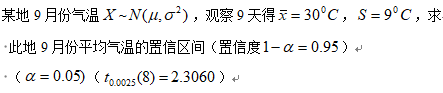 某地9月份气温 X~N(μ,σ²)，观察9天得 x̄=30⁰C，S=9⁰C，求
此地9月份平均气温的置信区间（置信度1−α=0.95）
（α=0.05）（t₀.₀₀₂₅(8)=2.3060）